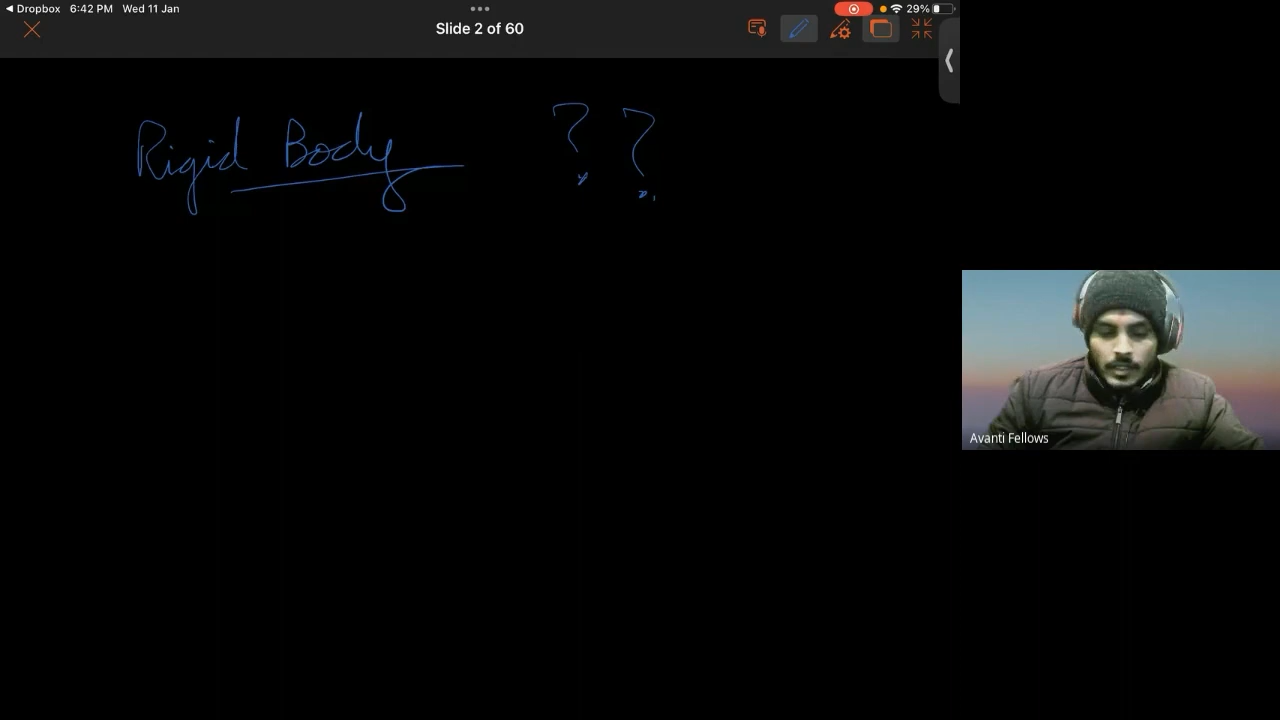 ◀ Dropbox 6:42 PM Wed 11 Jan
29%
Slide 2 of 60
Rigid Body ? ?
Avanti Fellows